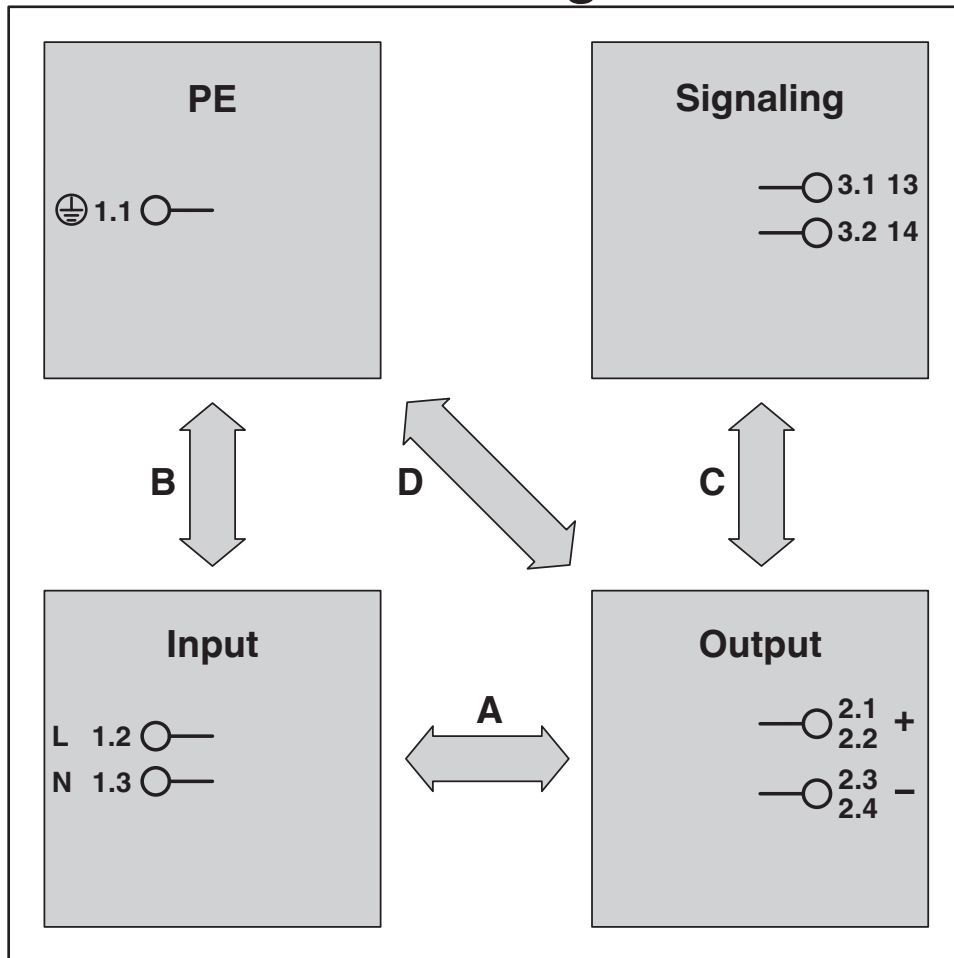 PE
1.1
Signaling
3.1 13
3.2 14
B
D
C
Input
L 1.2
N 1.3
A
Output
2.1
2.2 +
2.3
2.4 –